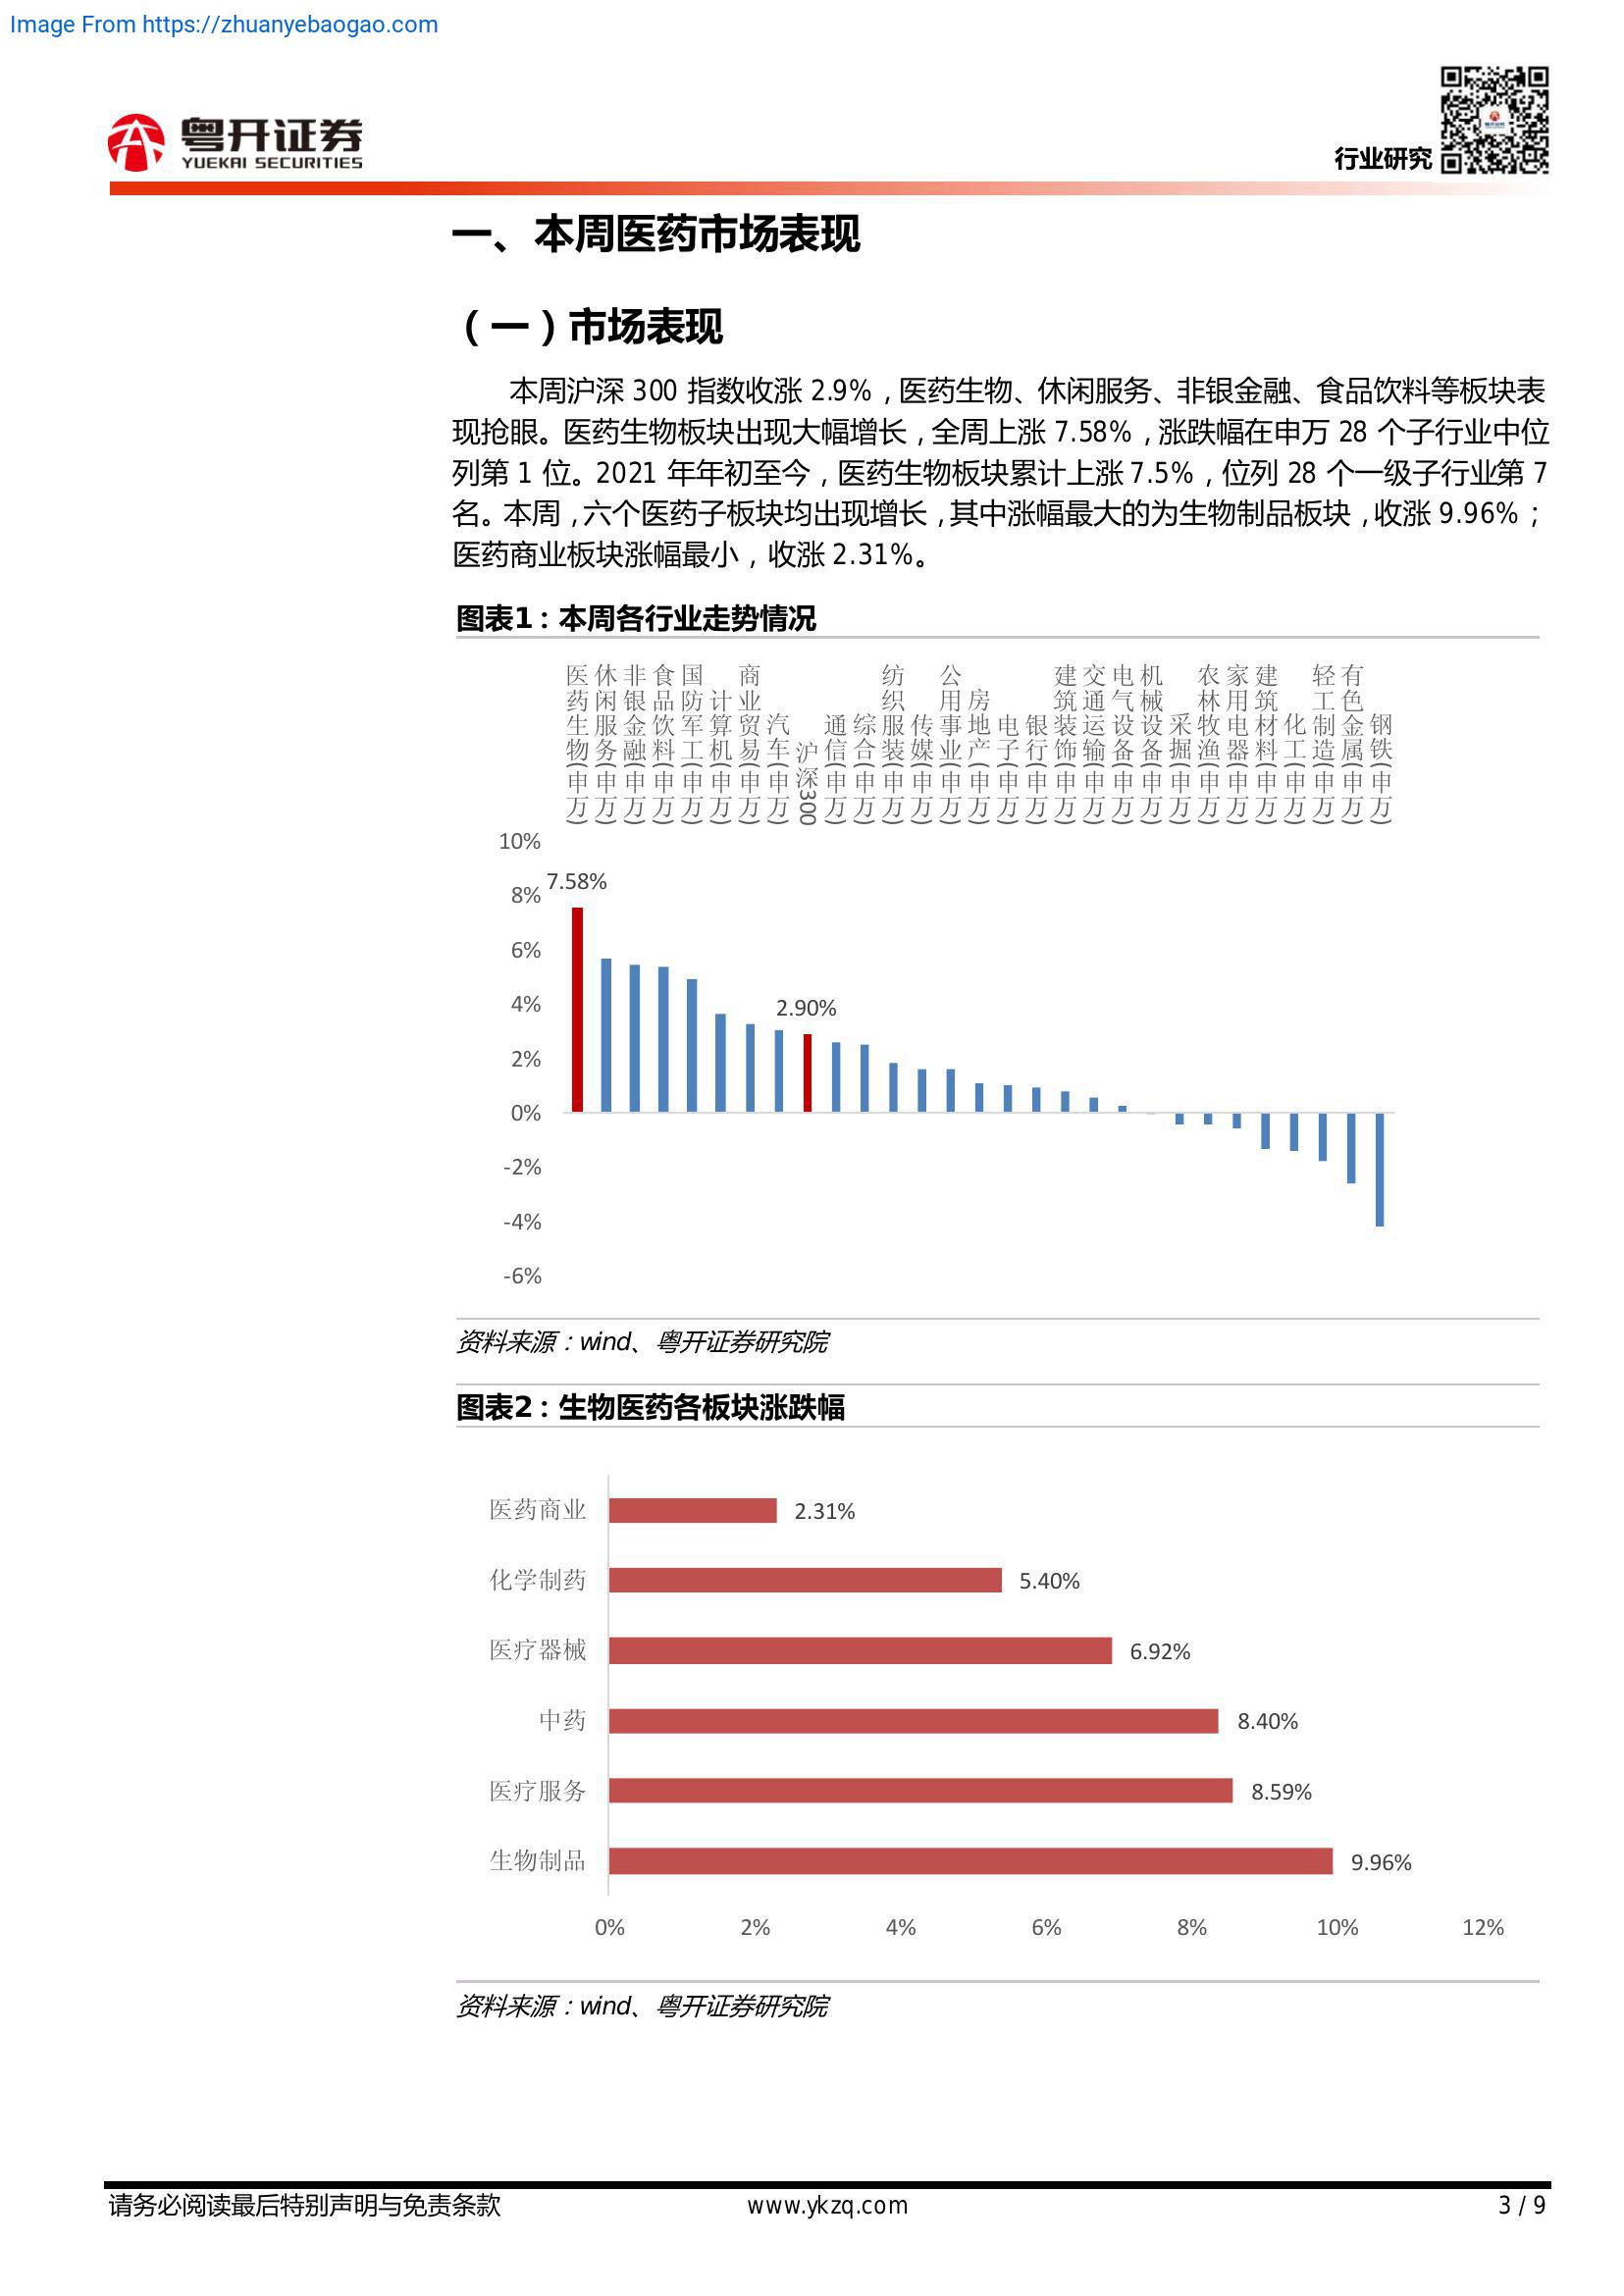 Image From https://zhuanyebaogao.com
粤开证券
YUEKAI SECURITIES
行业研究
一、本周医药市场表现
（一）市场表现
本周沪深 300 指数收涨 2.9%，医药生物、休闲服务、非银金融、食品饮料等板块表
现抢眼。医药生物板块出现大幅增长，全周上涨 7.58%，涨跌幅在申万 28 个子行业中位
列第 1 位。2021 年年初至今，医药生物板块累计上涨 7.5%，位列 28 个一级子行业第 7
名。本周，六个医药子板块均出现增长，其中涨幅最大的为生物制品板块，收涨 9.96%；
医药商业板块涨幅最小，收涨 2.31%。
图表1：本周各行业走势情况
医药生物(申万)
休闲服务(申万)
非银金融(申万)
食品饮料(申万)
国防军工(申万)
计算机(申万)
商业贸易(申万)
汽车(申万)
沪深300
通信(申万)
综合(申万)
纺织服装(申万)
传媒(申万)
公用事业(申万)
房地产(申万)
电子(申万)
银行(申万)
建筑装饰(申万)
交通运输(申万)
电气设备(申万)
机械设备(申万)
采掘(申万)
农林牧渔(申万)
家用电器(申万)
建筑材料(申万)
化工(申万)
轻工制造(申万)
有色金属(申万)
钢铁(申万)
10%
8%
6%
4%
2%
0%
-2%
-4%
-6%
7.58%
2.90%
资料来源：wind、粤开证券研究院
图表2：生物医药各板块涨跌幅
医药商业 2.31%
化学制药 5.40%
医疗器械 6.92%
中药 8.40%
医疗服务 8.59%
生物制品 9.96%
0% 2% 4% 6% 8% 10% 12%
资料来源：wind、粤开证券研究院
请务必阅读最后特别声明与免责条款 www.ykzq.com 3 / 9